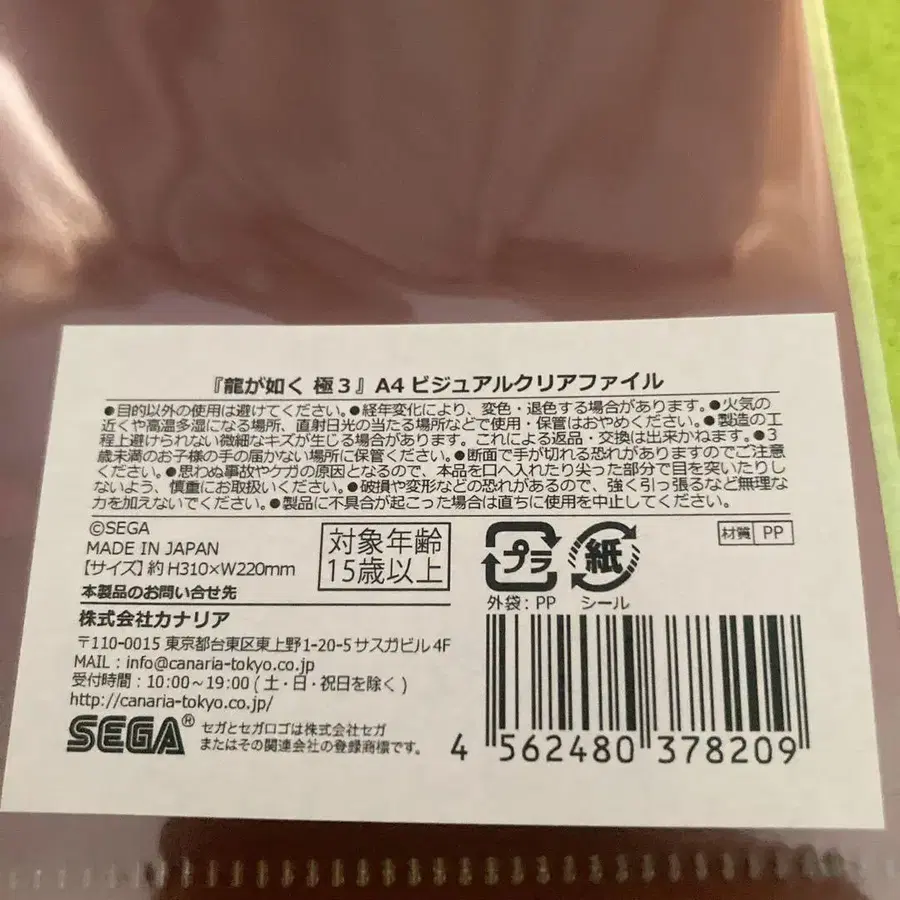 『龍が如く 極３』A4 ビジュアルクリアファイル
●目的以外の使用は避けてください。●経年変化により、変色・退色する場合があります。●火気の
近くや高温多湿になる場所、直射日光の当たる場所などで使用・保管はおやめください。●製造の工
程上避けられない微細なキズが生じる場合があります。これによる返品・交換は出来かねます。●3
歳未満のお子様の手の届かない場所に保管ください。●断面で手が切れる恐れがありますのでご注意
ください。●思わぬ事故やケガの原因となるので、本品を口へ入れたり尖った部分で目を突いたりし
ないよう、慎重にお取扱いください。●破損や変形などの恐れがあるので、強く引っ張るなど無理な
力を加えないでください。●製品に不具合が起こった場合は直ちに使用を中止してください。
©SEGA
MADE IN JAPAN
【サイズ】約 H310×W220mm
対象年齢
15歳以上
プラ
紙
外袋：PP
シール
材質 PP
本製品のお問い合せ先
株式会社カナリア
〒110-0015 東京都台東区東上野1-20-5 サスガビル 4F
MAIL：info@canaria-tokyo.co.jp
受付時間：10:00～19:00 ( 土・日・祝日を除く )
http://canaria-tokyo.co.jp/
SEGA®
セガとセガロゴは株式会社セガ
またはその関連会社の登録商標です。
4 562480 378209